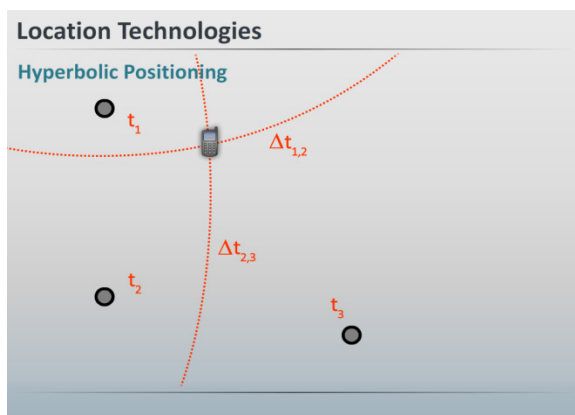 Location Technologies
Hyperbolic Positioning
t1
Δt1,2
Δt2,3
t2
t3